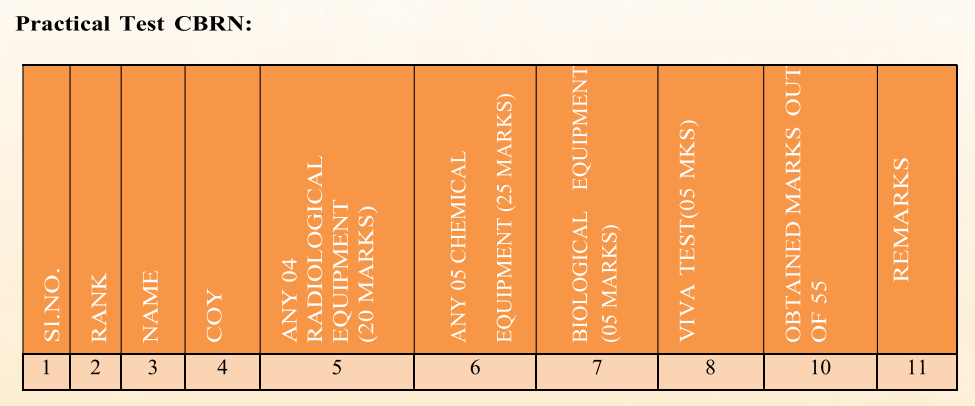 Practical Test CBRN:
Sl.NO.
RANK
NAME
COY
ANY 04
RADIOLOGICAL
EQUIPMENT
(20 MARKS)
ANY 05 CHEMICAL
EQUIPMENT (25 MARKS)
BIOLOGICAL EQUIPMENT
(05 MARKS)
VIVA TEST(05 MKS)
OBTAINED MARKS OUT
OF 55
REMARKS
1 2 3 4 5 6 7 8 10 11